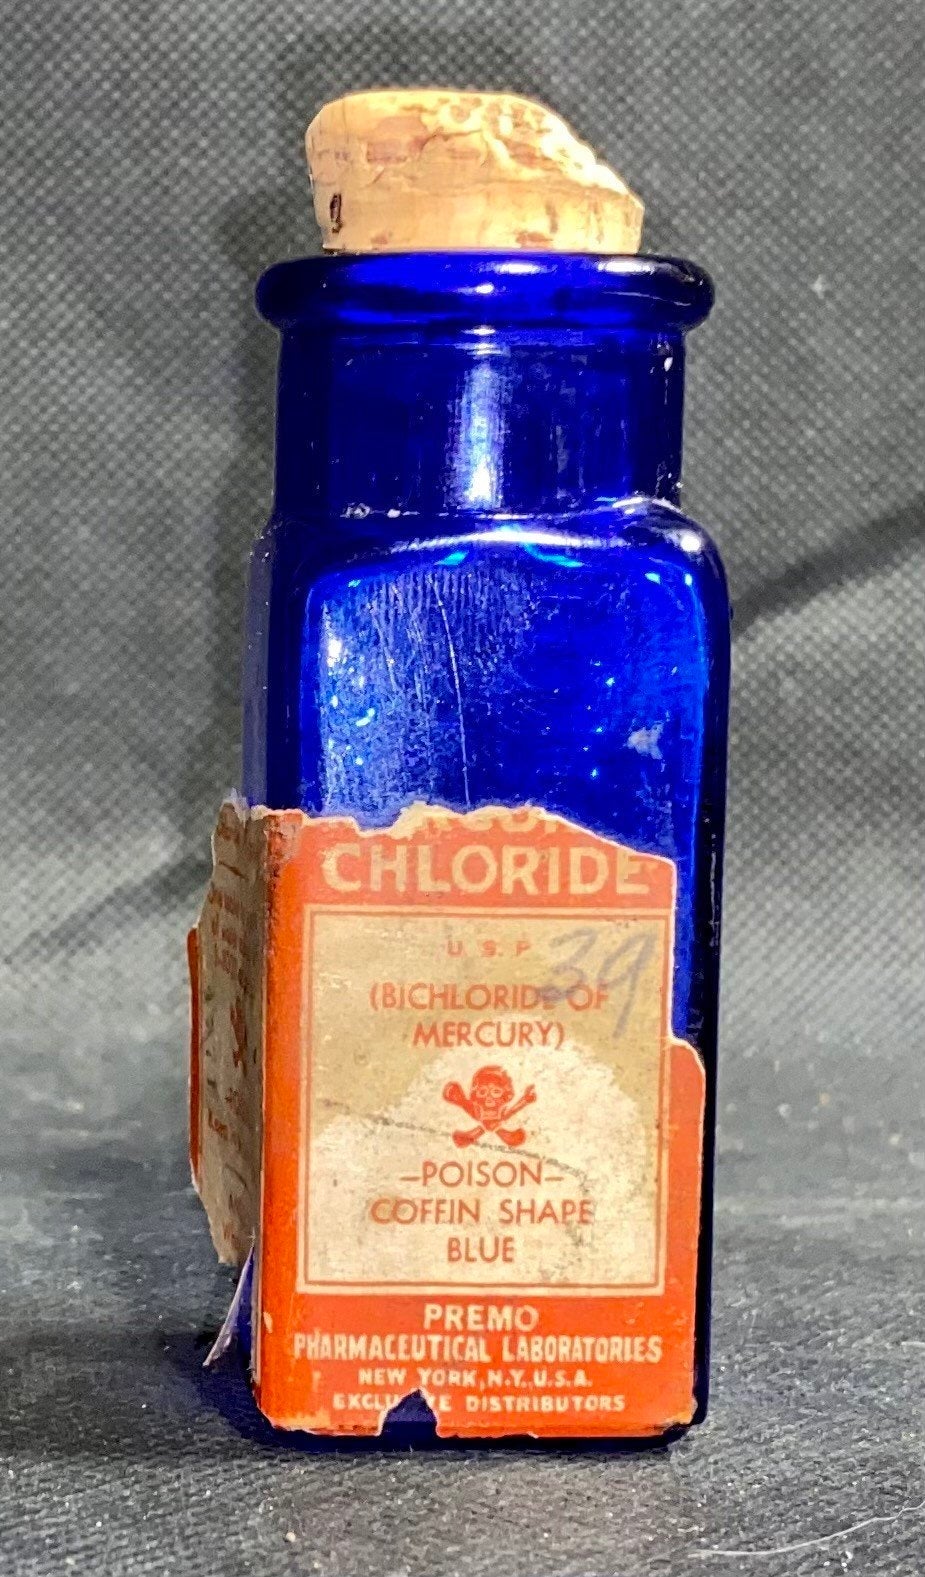 CHLORIDE
U.S.P
39
(BICHLORIDE OF
MERCURY)
-POISON-
COFFIN SHAPE
BLUE
PREMO
PHARMACEUTICAL LABORATORIES
NEW YORK, N.Y., U.S.A.
DISTRIBUTORS